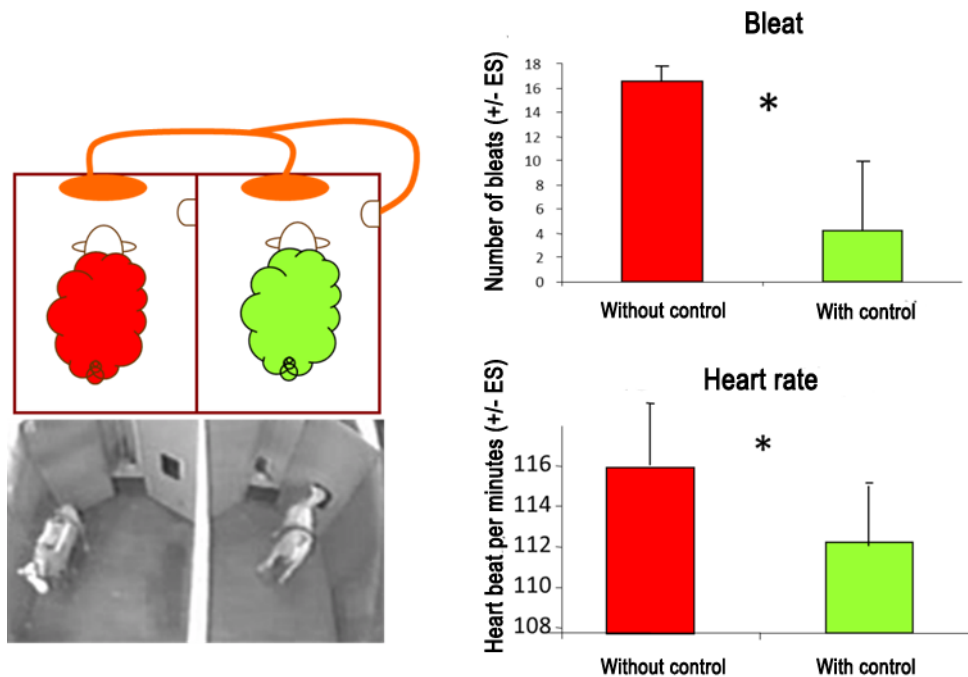 Bleat
Number of bleats (+/- ES)
18
16
14
12
10
8
6
4
2
0
*
Without control
With control
Heart rate
Heart beat per minutes (+/- ES)
116
114
112
110
108
*
Without control
With control